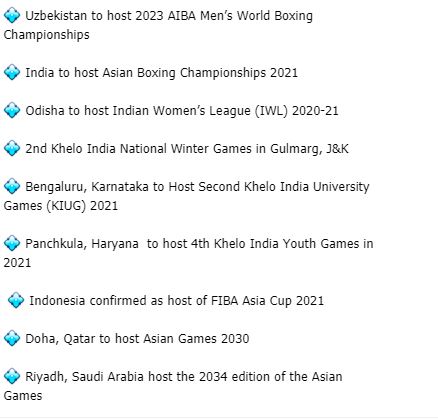 Uzbekistan to host 2023 AIBA Men's World Boxing
Championships
India to host Asian Boxing Championships 2021
Odisha to host Indian Women's League (IWL) 2020-21
2nd Khelo India National Winter Games in Gulmarg, J&K
Bengaluru, Karnataka to Host Second Khelo India University
Games (KIUG) 2021
Panchkula, Haryana  to host 4th Khelo India Youth Games in
2021
Indonesia confirmed as host of FIBA Asia Cup 2021
Doha, Qatar to host Asian Games 2030
Riyadh, Saudi Arabia host the 2034 edition of the Asian
Games